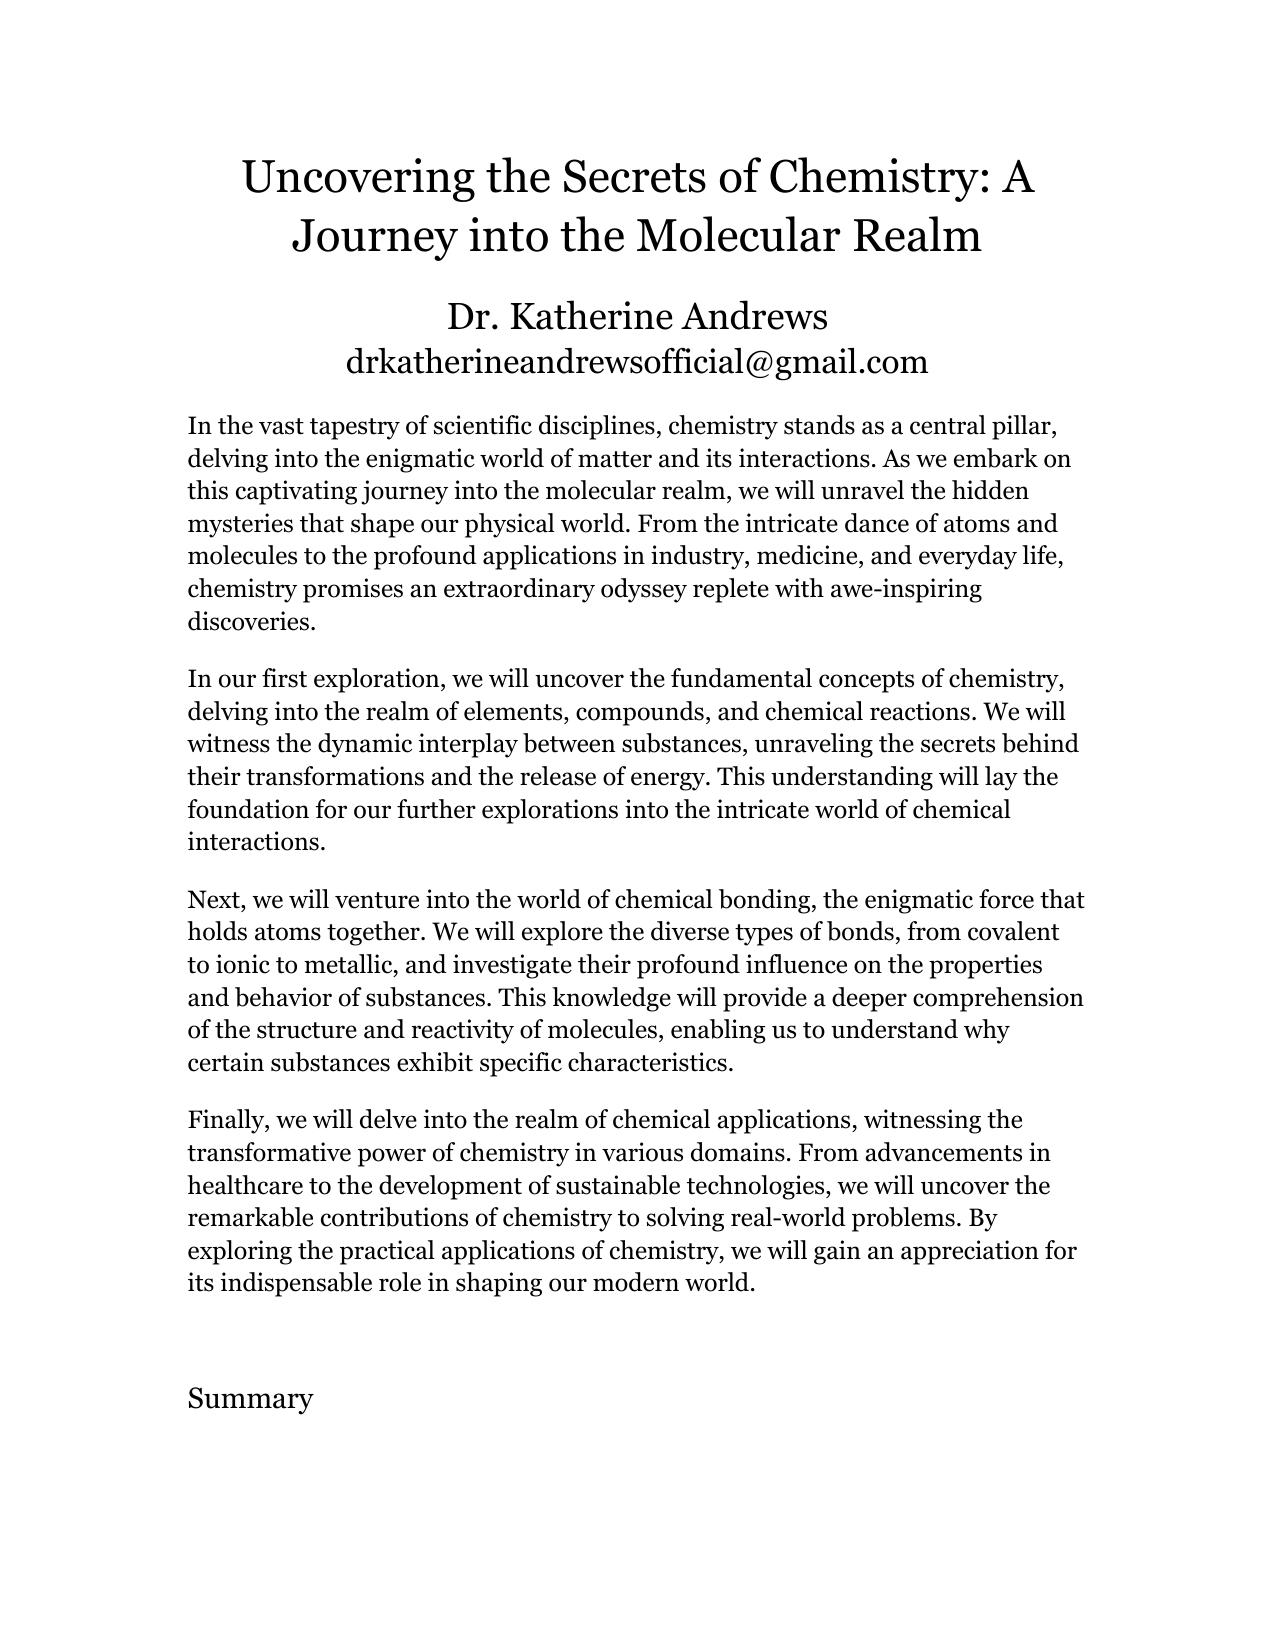 Uncovering the Secrets of Chemistry: A
Journey into the Molecular Realm
Dr. Katherine Andrews
drkatherineandrewsofficial@gmail.com
In the vast tapestry of scientific disciplines, chemistry stands as a central pillar,
delving into the enigmatic world of matter and its interactions. As we embark on
this captivating journey into the molecular realm, we will unravel the hidden
mysteries that shape our physical world. From the intricate dance of atoms and
molecules to the profound applications in industry, medicine, and everyday life,
chemistry promises an extraordinary odyssey replete with awe-inspiring
discoveries.
In our first exploration, we will uncover the fundamental concepts of chemistry,
delving into the realm of elements, compounds, and chemical reactions. We will
witness the dynamic interplay between substances, unraveling the secrets behind
their transformations and the release of energy. This understanding will lay the
foundation for our further explorations into the intricate world of chemical
interactions.
Next, we will venture into the world of chemical bonding, the enigmatic force that
holds atoms together. We will explore the diverse types of bonds, from covalent
to ionic to metallic, and investigate their profound influence on the properties
and behavior of substances. This knowledge will provide a deeper comprehension
of the structure and reactivity of molecules, enabling us to understand why
certain substances exhibit specific characteristics.
Finally, we will delve into the realm of chemical applications, witnessing the
transformative power of chemistry in various domains. From advancements in
healthcare to the development of sustainable technologies, we will uncover the
remarkable contributions of chemistry to solving real-world problems. By
exploring the practical applications of chemistry, we will gain an appreciation for
its indispensable role in shaping our modern world.
Summary